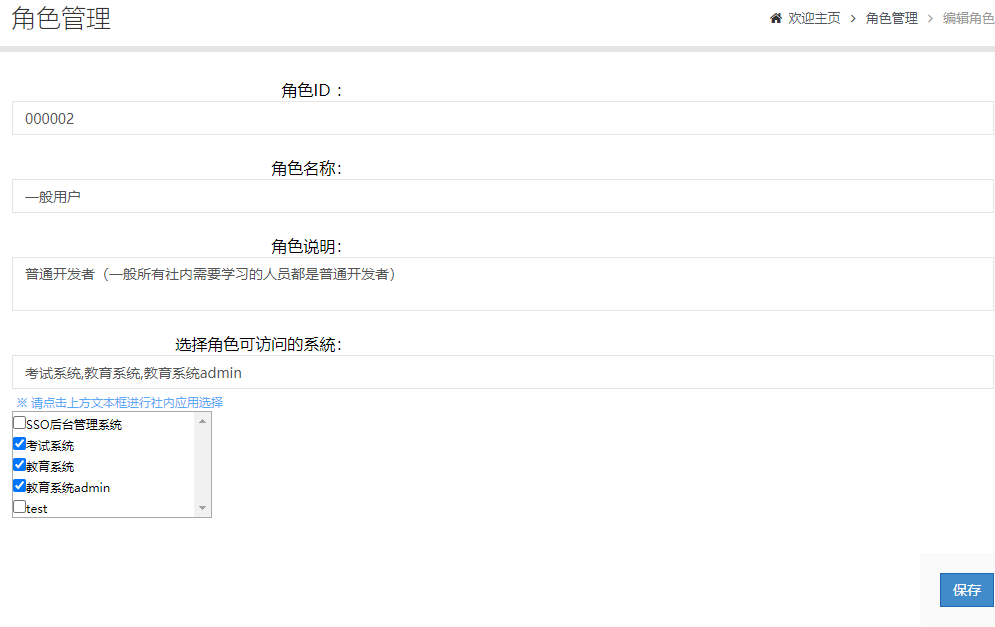 角色管理
欢迎主页 > 角色管理 > 编辑角色
角色ID：
000002
角色名称：
一般用户
角色说明：
普通开发者（一般所有社内需要学习的人员都是普通开发者）
选择角色可访问的系統：
考试系统,教育系统,教育系统admin
※ 请点击上方文本框进行社内应用选择
SSO后台管理系统
考试系统
教育系统
教育系统admin
test
保存